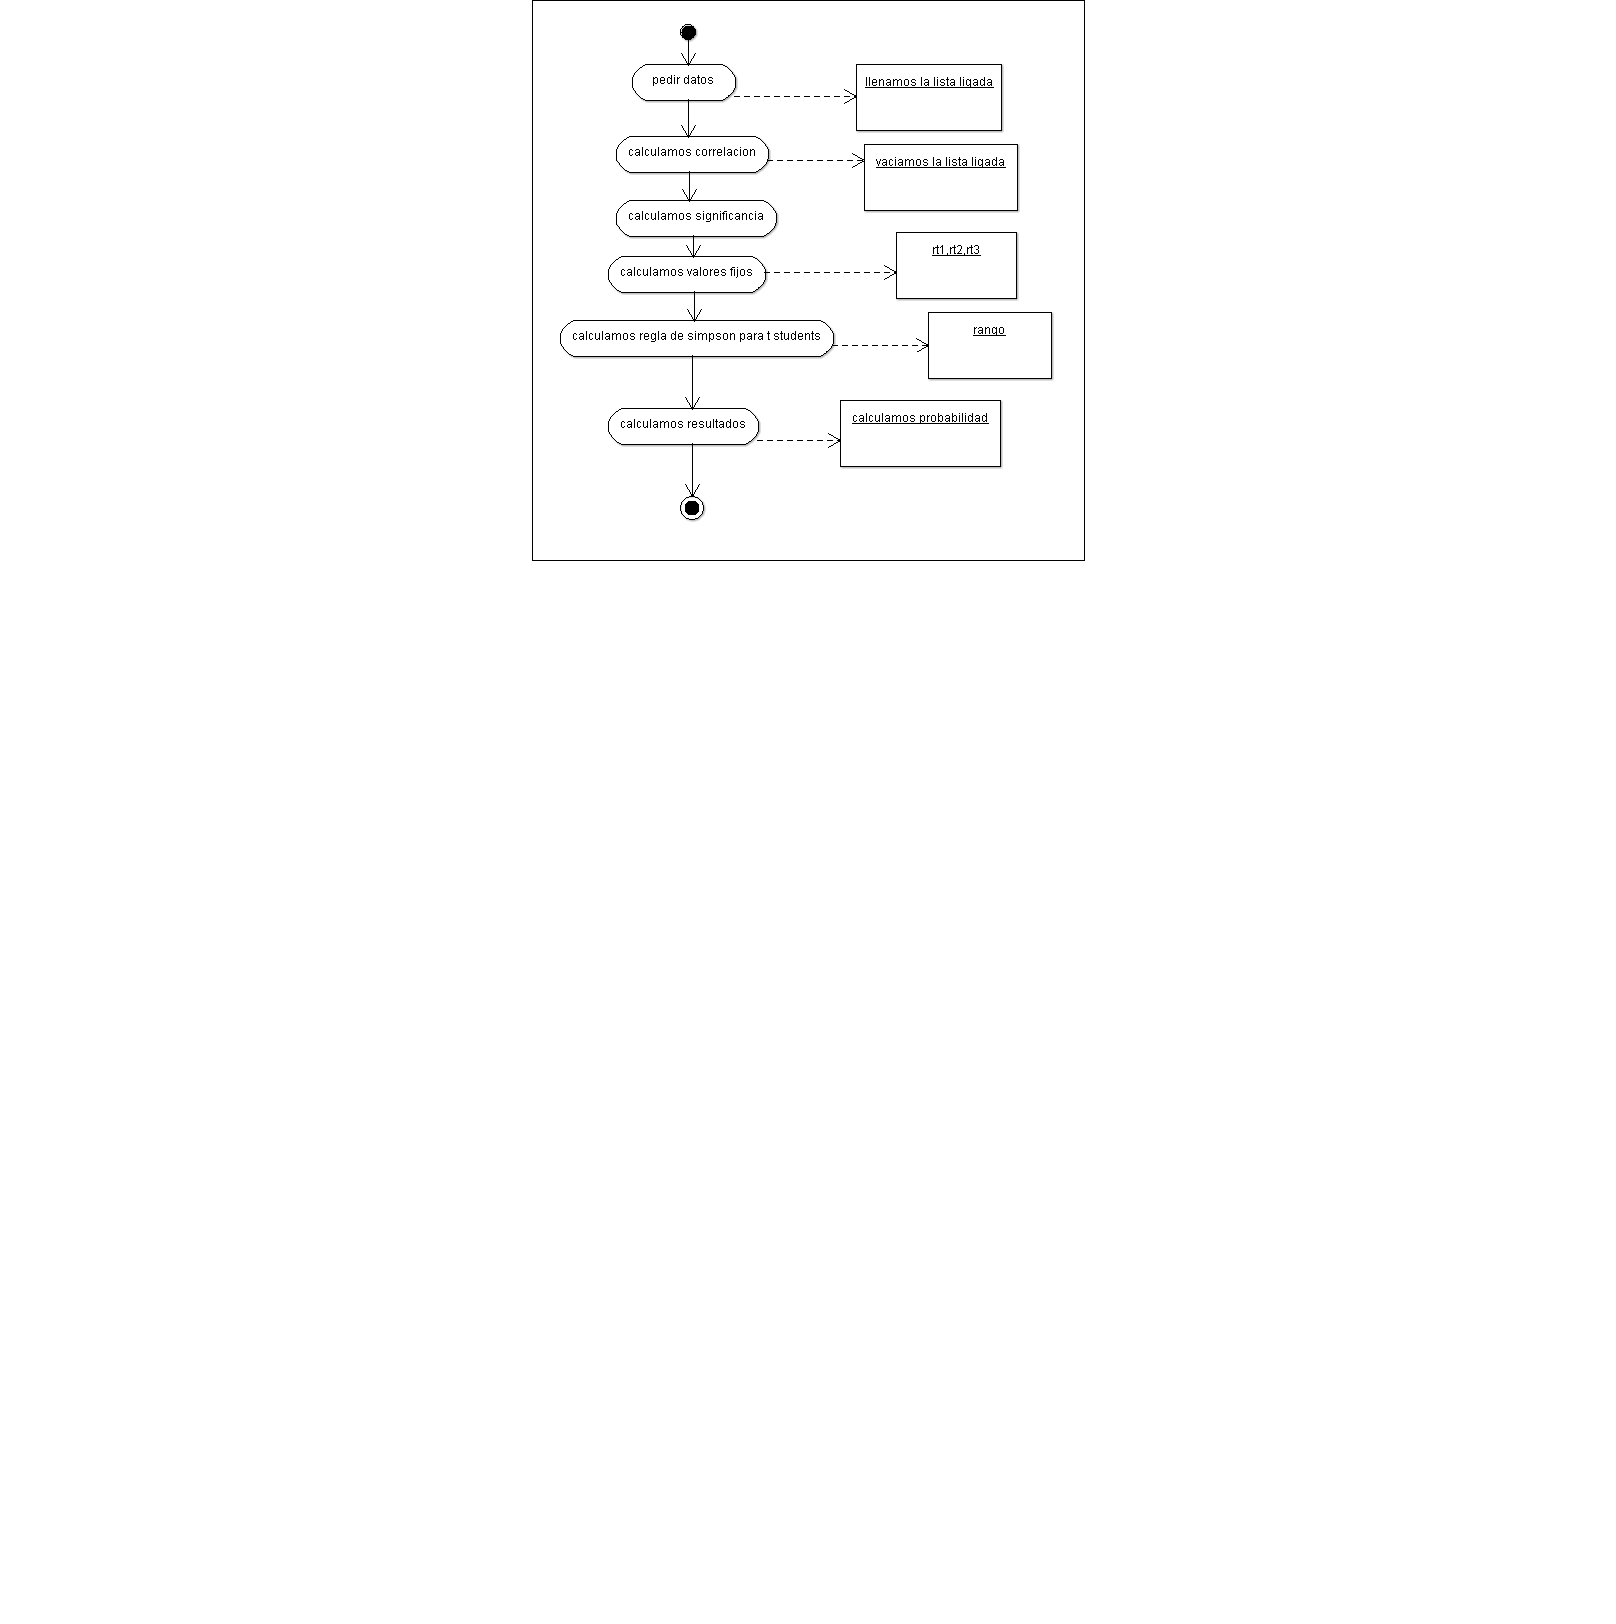 pedir datos
llenamos la lista ligada
calculamos correlacion
vaciamos la lista ligada
calculamos significancia
calculamos valores fijos
rt1,rt2,rt3
calculamos regla de simpson para t students
rango
calculamos resultados
calculamos probabilidad